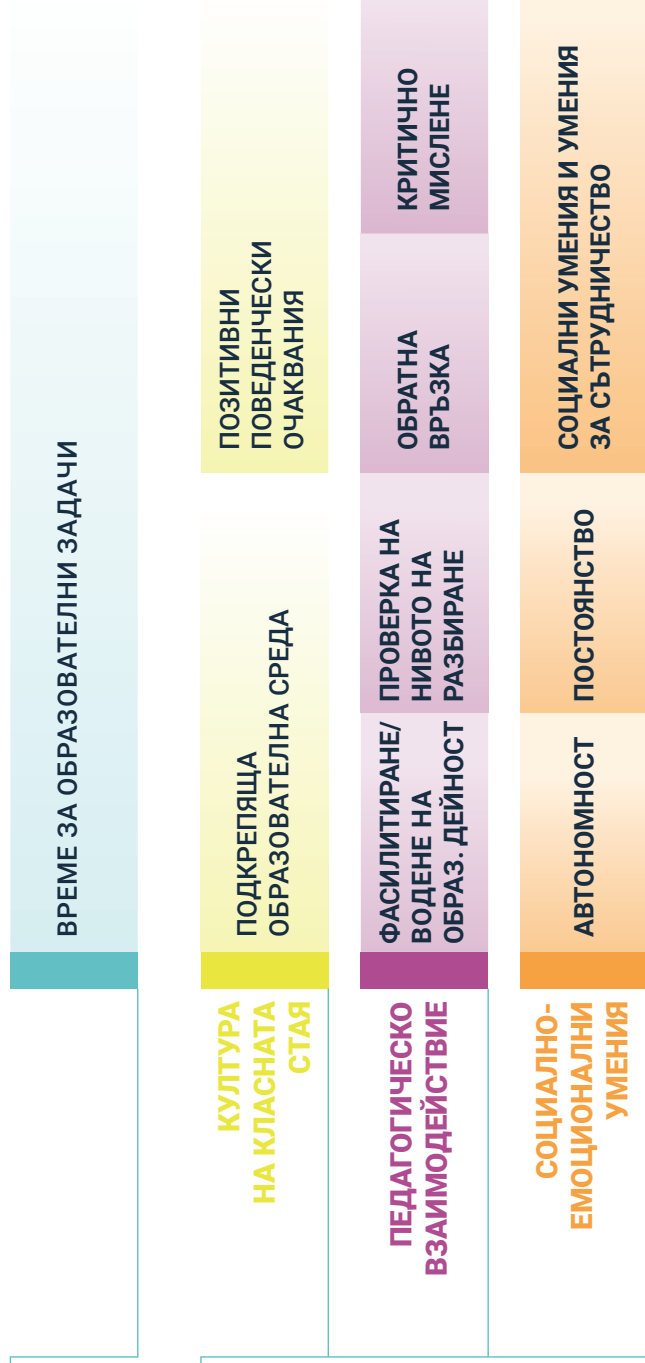 ВРЕМЕ ЗА ОБРАЗОВАТЕЛНИ ЗАДАЧИ
КУЛТУРА
НА КЛАСНАТА
СТАЯ
ПОДКРЕПЯЩА
ОБРАЗОВАТЕЛНА СРЕДА
ПОЗИТИВНИ
ПОВЕДЕНЧЕСКИ
ОЧАКВАНИЯ
ПЕДАГОГИЧЕСКО
ВЗАИМОДЕЙСТВИЕ
ФАСИЛИТИРАНЕ/
ВОДЕНЕ НА
ОБРАЗ. ДЕЙНОСТ
ПРОВЕРКА НА
НИВОТО НА
РАЗБИРАНЕ
ОБРАТНА
ВРЪЗКА
КРИТИЧНО
МИСЛЕНЕ
СОЦИАЛНО-
ЕМОЦИОНАЛНИ
УМЕНИЯ
АВТОНОМНОСТ
ПОСТОЯНСТВО
СОЦИАЛНИ УМЕНИЯ И УМЕНИЯ
ЗА СЪТРУДНИЧЕСТВО